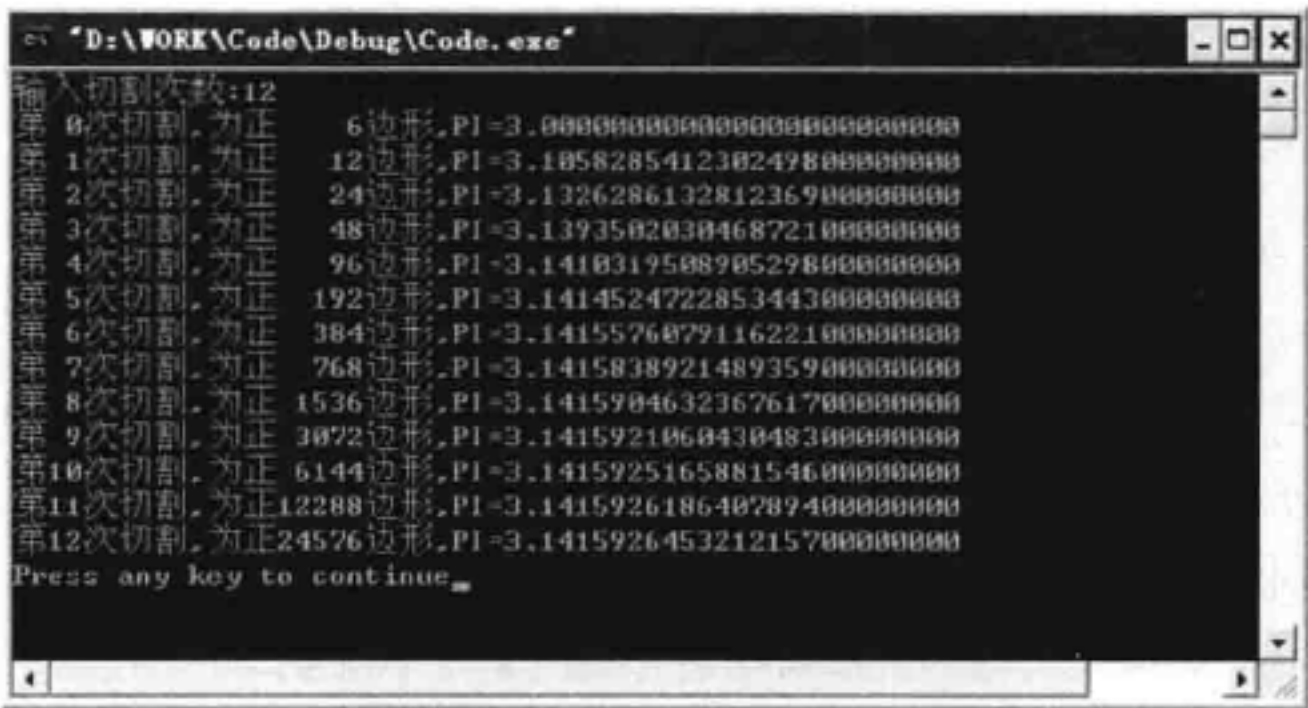 "D:\WORK\Code\Debug\Code.exe"
输入切割次数:12
第 0次切割,为正    6边形,PI=3.000000000000000000000000
第 1次切割,为正   12边形,PI=3.105828541230249800000000
第 2次切割,为正   24边形,PI=3.132628613281236900000000
第 3次切割,为正   48边形,PI=3.139350203046872100000000
第 4次切割,为正   96边形,PI=3.141031950890529800000000
第 5次切割,为正  192边形,PI=3.141452472285344300000000
第 6次切割,为正  384边形,PI=3.141557607911622100000000
第 7次切割,为正  768边形,PI=3.141583892148935900000000
第 8次切割,为正 1536边形,PI=3.141590463236761700000000
第 9次切割,为正 3072边形,PI=3.141592106043048300000000
第10次切割,为正 6144边形,PI=3.141592516588154600000000
第11次切割,为正12288边形,PI=3.141592618640789400000000
第12次切割,为正24576边形,PI=3.141592645321215700000000
Press any key to continue